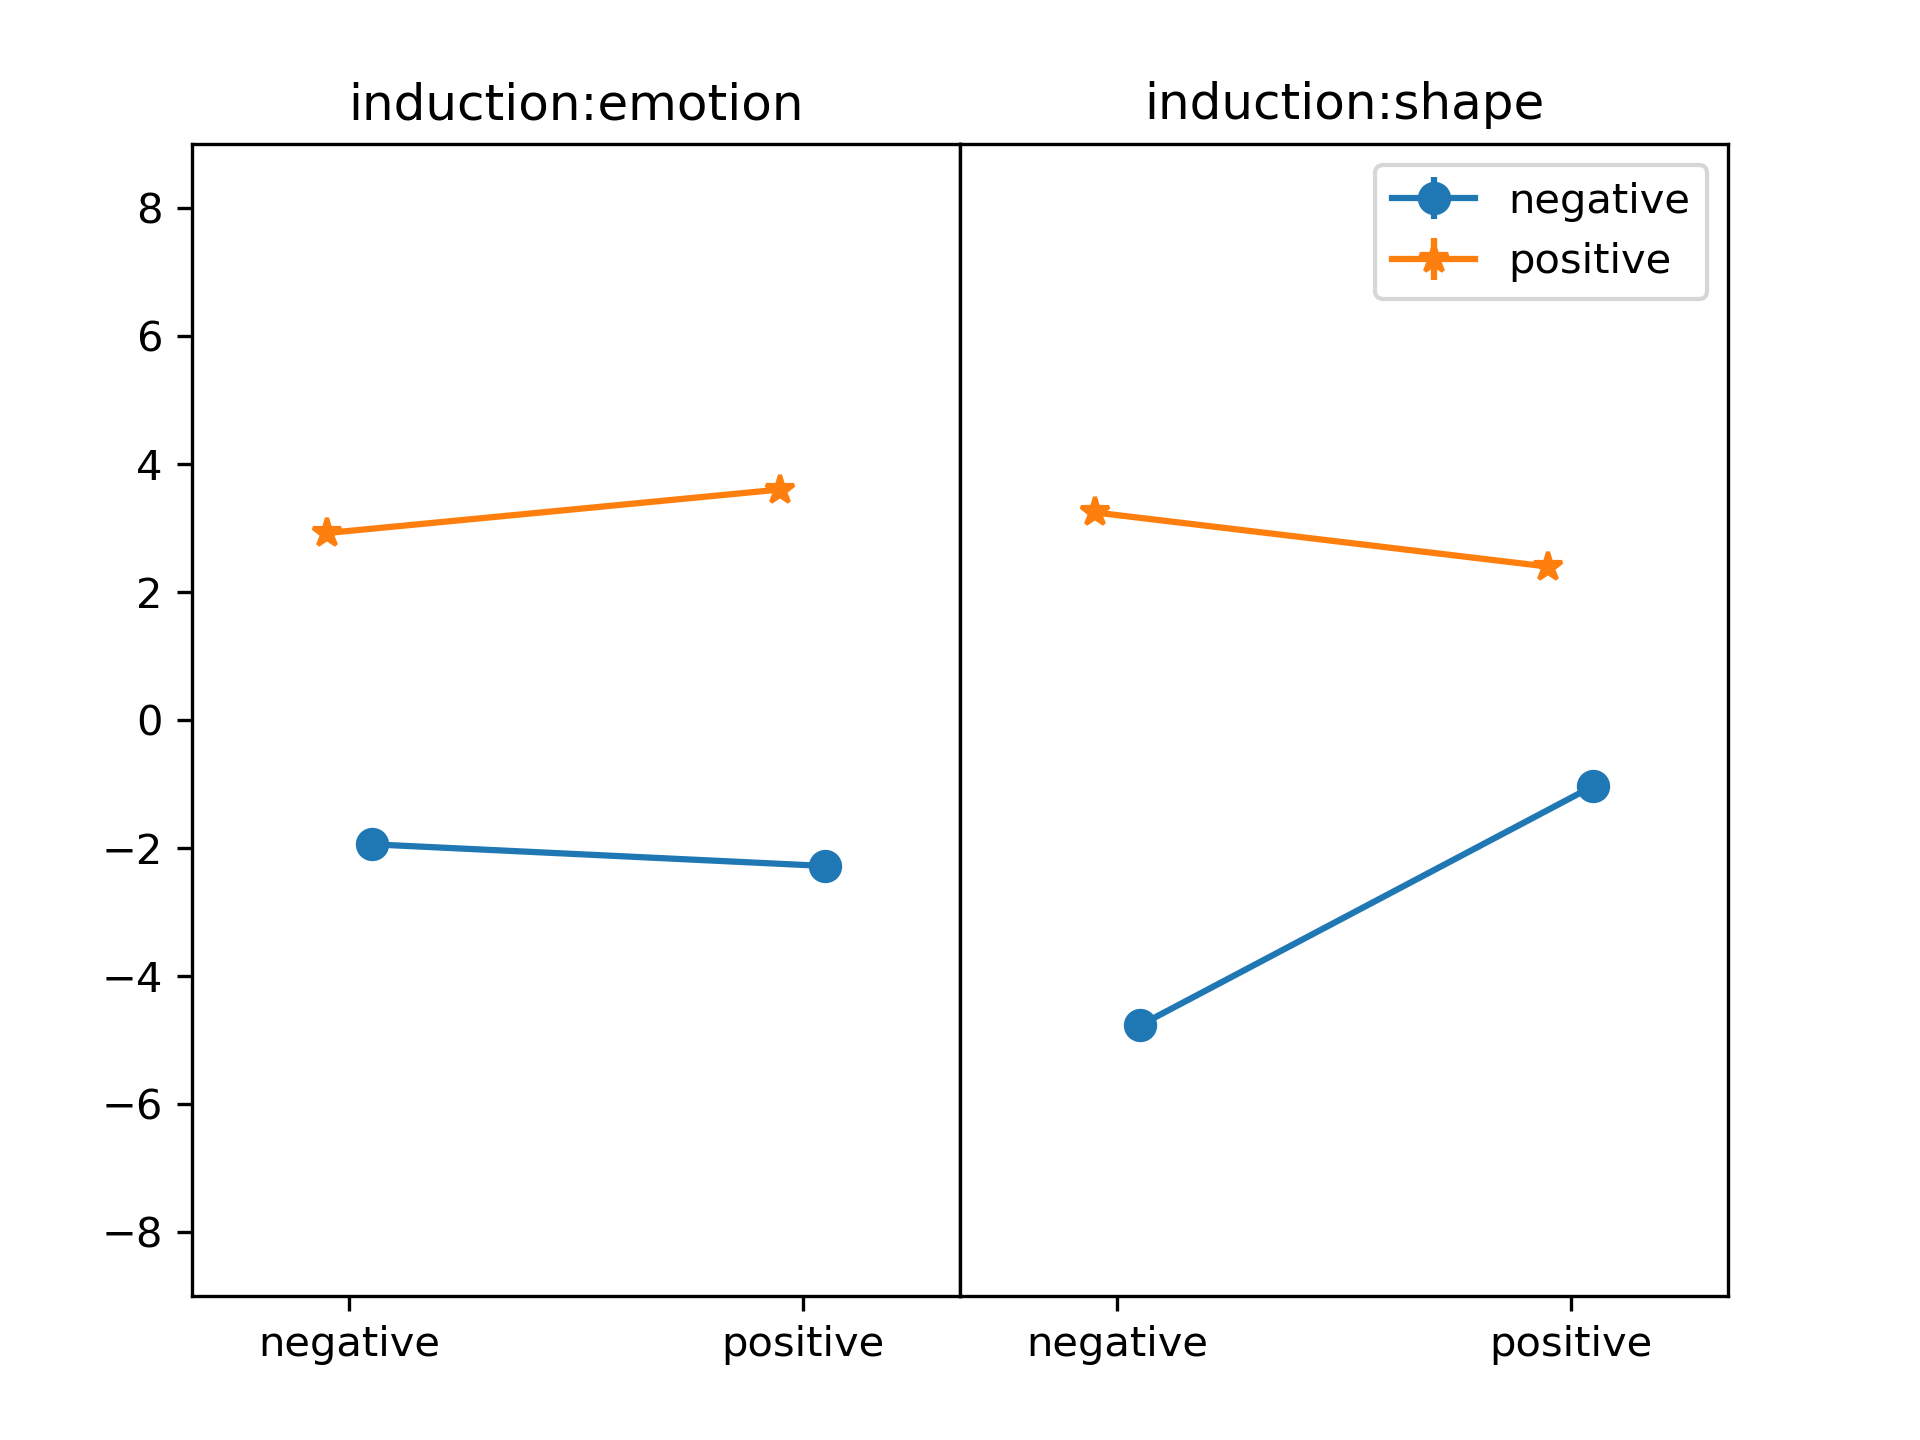 induction:emotion
induction:shape
negative
positive
8
6
4
2
0
−2
−4
−6
−8
negative
positive
negative
positive